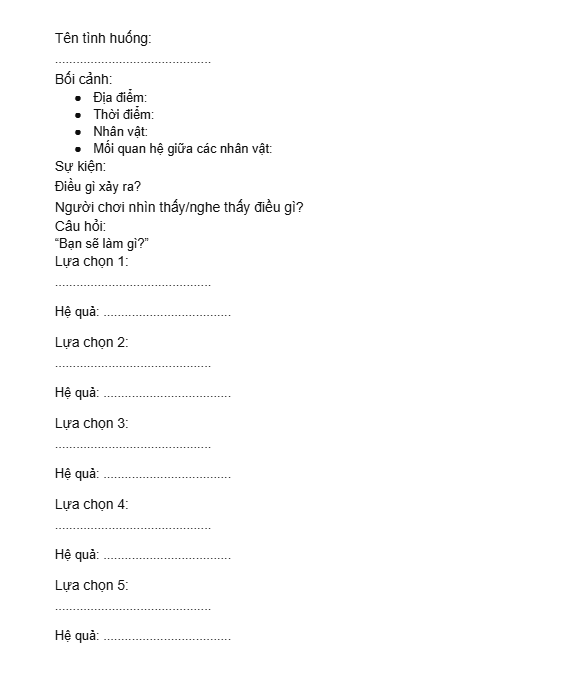 Tên tình huống:
............................................
Bối cảnh:
● Địa điểm:
● Thời điểm:
● Nhân vật:
● Mối quan hệ giữa các nhân vật:
Sự kiện:
Điều gì xảy ra?
Người chơi nhìn thấy/nghe thấy điều gì?
Câu hỏi:
“Bạn sẽ làm gì?”
Lựa chọn 1:
............................................
Hệ quả: ....................................
Lựa chọn 2:
............................................
Hệ quả: ....................................
Lựa chọn 3:
............................................
Hệ quả: ....................................
Lựa chọn 4:
............................................
Hệ quả: ....................................
Lựa chọn 5:
............................................
Hệ quả: ....................................